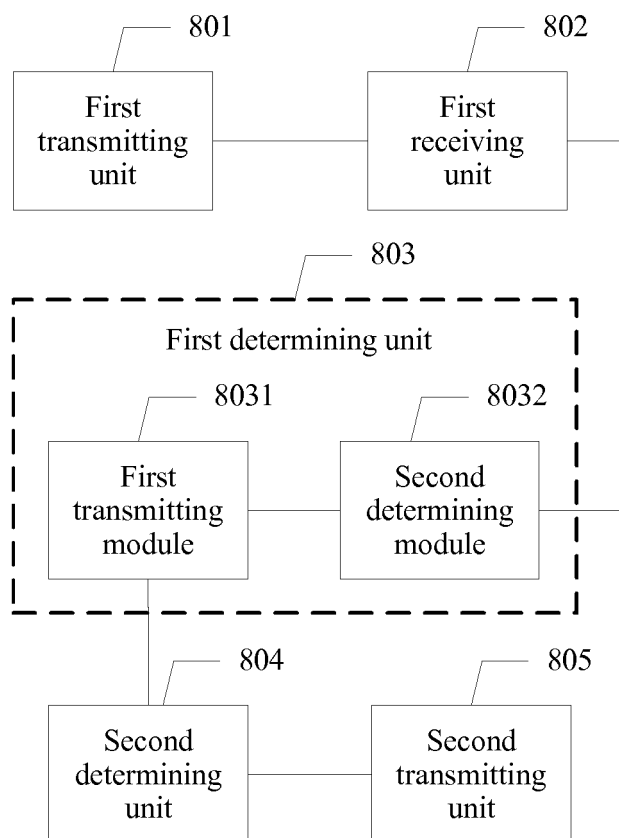 801
802
First
transmitting
unit
First
receiving
unit
803
First determining unit
8031
8032
First
transmitting
module
Second
determining
module
804
805
Second
determining
unit
Second
transmitting
unit